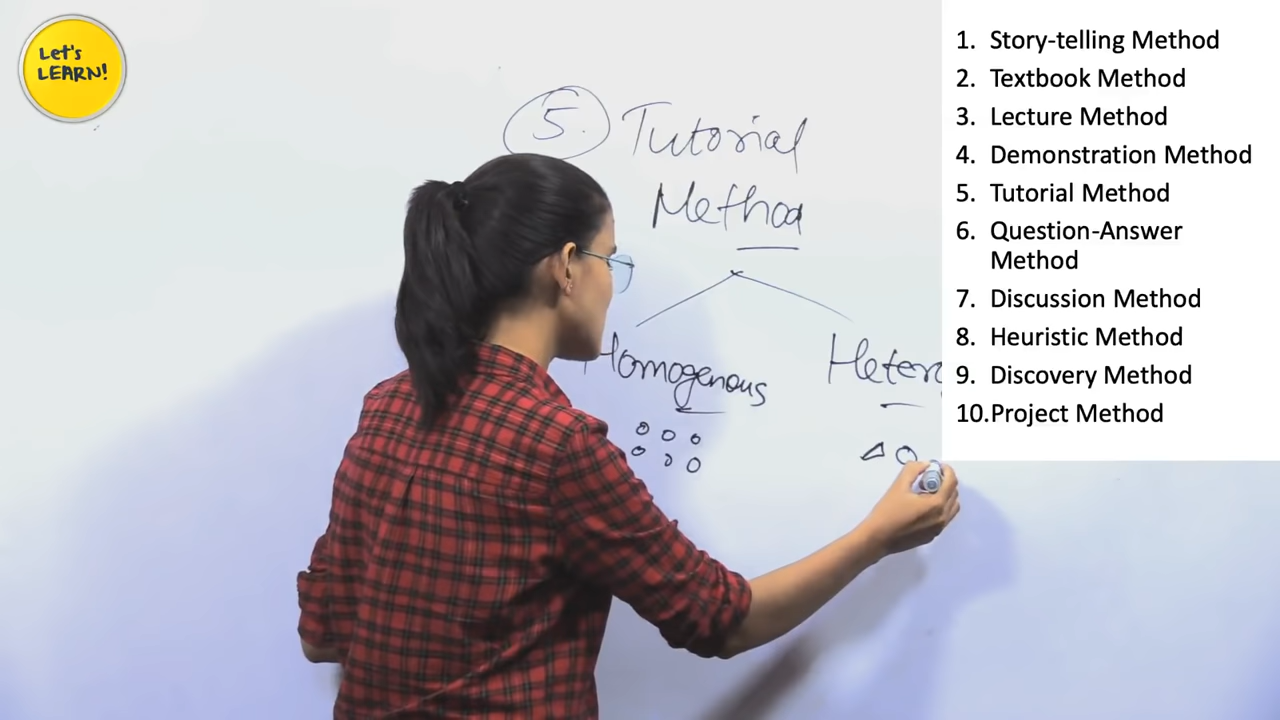 Let's
LEARN!
5. Tutorial
Method
Homogenous
Hetero
1. Story-telling Method
2. Textbook Method
3. Lecture Method
4. Demonstration Method
5. Tutorial Method
6. Question-Answer
Method
7. Discussion Method
8. Heuristic Method
9. Discovery Method
10.Project Method